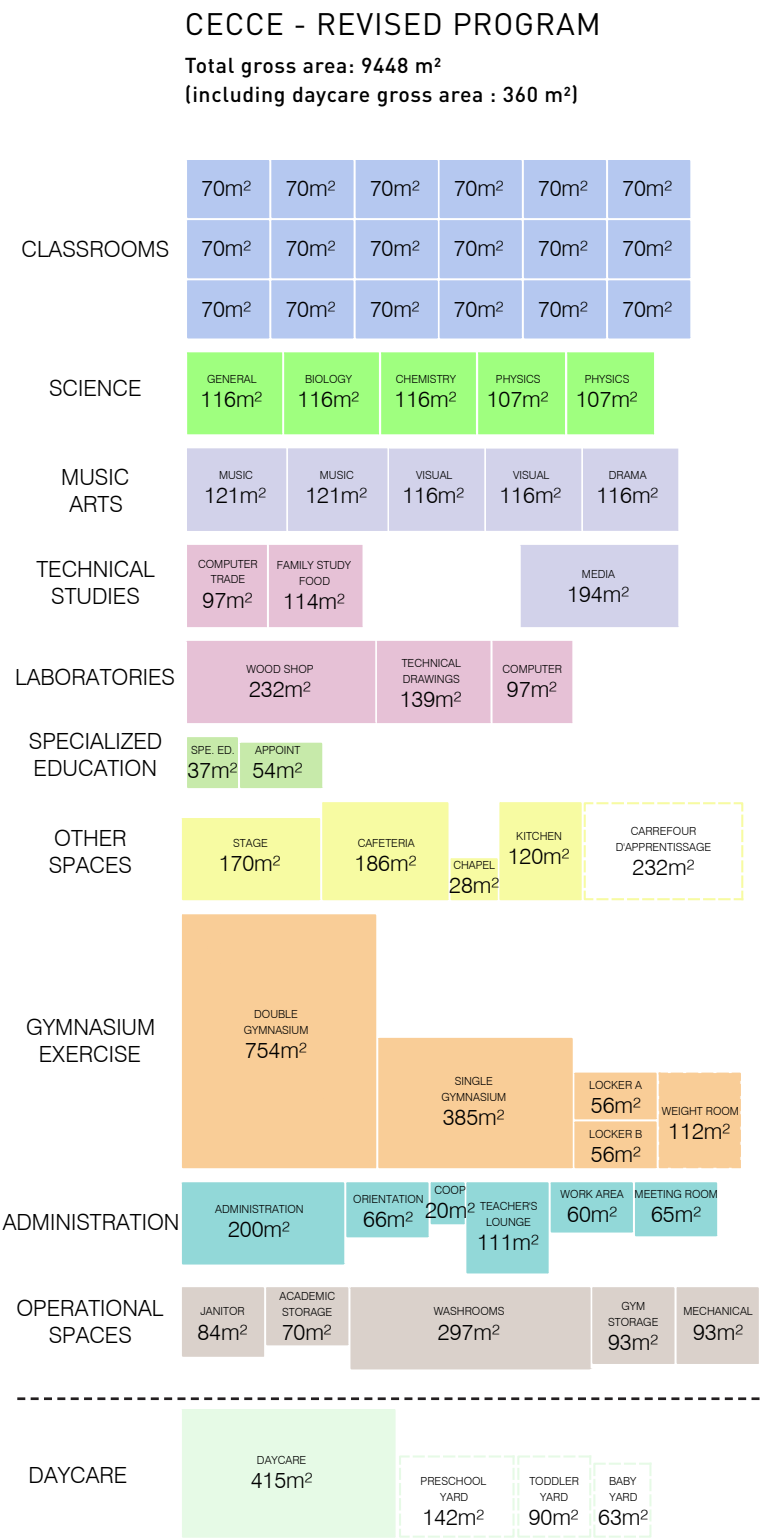 CECCE - REVISED PROGRAM
Total gross area: 9448 m²
(including daycare gross area : 360 m²)
CLASSROOMS
70m² 70m² 70m² 70m² 70m² 70m²
70m² 70m² 70m² 70m² 70m² 70m²
70m² 70m² 70m² 70m² 70m² 70m²
SCIENCE
GENERAL
116m²
BIOLOGY
116m²
CHEMISTRY
116m²
PHYSICS
107m²
PHYSICS
107m²
MUSIC
ARTS
MUSIC
121m²
MUSIC
121m²
VISUAL
116m²
VISUAL
116m²
DRAMA
116m²
TECHNICAL
STUDIES
COMPUTER
TRADE
97m²
FAMILY STUDY
FOOD
114m²
MEDIA
194m²
LABORATORIES
WOOD SHOP
232m²
TECHNICAL
DRAWINGS
139m²
COMPUTER
97m²
SPECIALIZED
EDUCATION
SPE. ED.
37m²
APPOINT
54m²
OTHER
SPACES
STAGE
170m²
CAFETERIA
186m²
CHAPEL
28m²
KITCHEN
120m²
CARREFOUR
D'APPRENTISSAGE
232m²
GYMNASIUM
EXERCISE
DOUBLE
GYMNASIUM
754m²
SINGLE
GYMNASIUM
385m²
LOCKER A
56m²
LOCKER B
56m²
WEIGHT ROOM
112m²
ADMINISTRATION
ADMINISTRATION
200m²
ORIENTATION
66m²
COOP
20m²
TEACHER'S
LOUNGE
111m²
WORK AREA
60m²
MEETING ROOM
65m²
OPERATIONAL
SPACES
JANITOR
84m²
ACADEMIC
STORAGE
70m²
WASHROOMS
297m²
GYM
STORAGE
93m²
MECHANICAL
93m²
DAYCARE
DAYCARE
415m²
PRESCHOOL
YARD
142m²
TODDLER
YARD
90m²
BABY
YARD
63m²